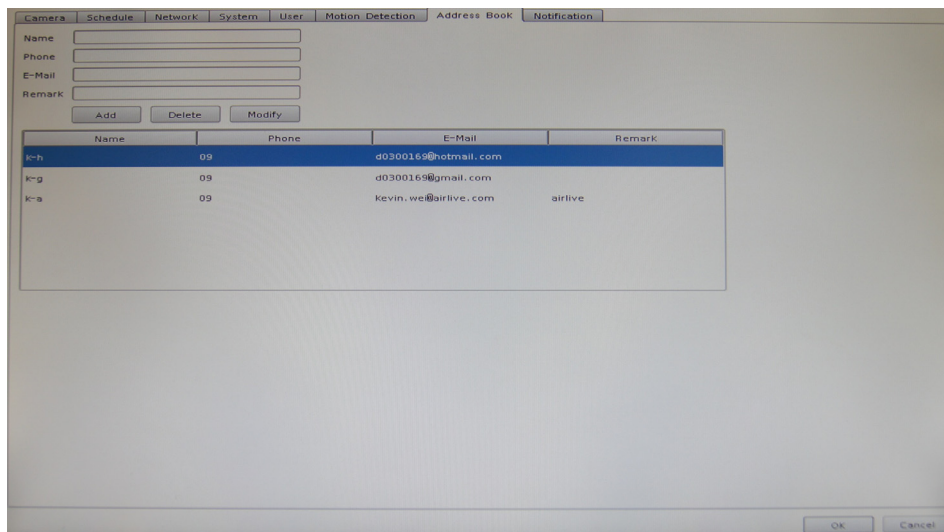 Camera Schedule Network System User Motion Detection Address Book Notification
Name
Phone
E-Mail
Remark
Add Delete Modify
Name Phone E-Mail Remark
k-h 09 d0300169@hotmail.com
k-g 09 d0300169@gmail.com
k-a 09 kevin.wei@airlive.com airlive
OK Cancel